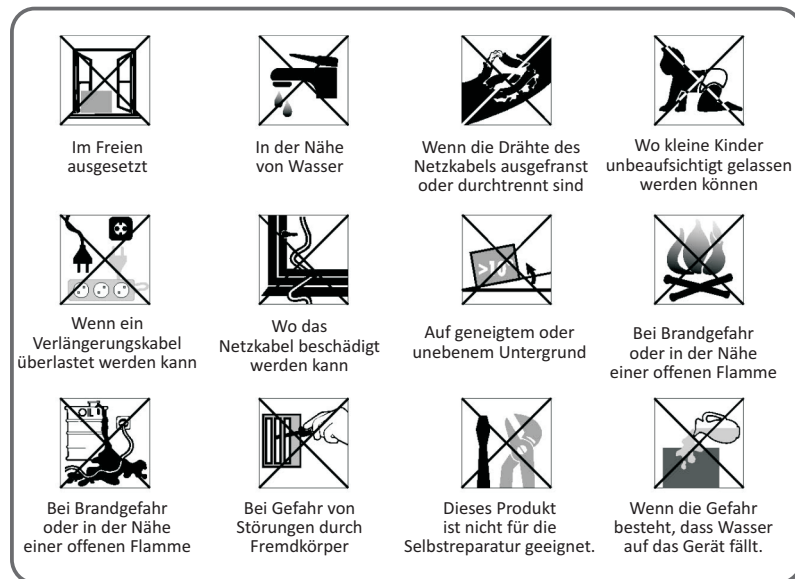 Im Freien
ausgesetzt
In der Nähe
von Wasser
Wenn die Drähte des
Netzkabels ausgefranst
oder durchtrennt sind
Wo kleine Kinder
unbeaufsichtigt gelassen
werden können
Wenn ein
Verlängerungskabel
überlastet werden kann
Wo das
Netzkabel beschädigt
werden kann
>10
Auf geneigtem oder
unebenem Untergrund
Bei Brandgefahr
oder in der Nähe
einer offenen Flamme
OIL
Bei Brandgefahr
oder in der Nähe
einer offenen Flamme
Bei Gefahr von
Störungen durch
Fremdkörper
Dieses Produkt
ist nicht für die
Selbstreparatur geeignet.
Wenn die Gefahr
besteht, dass Wasser
auf das Gerät fällt.